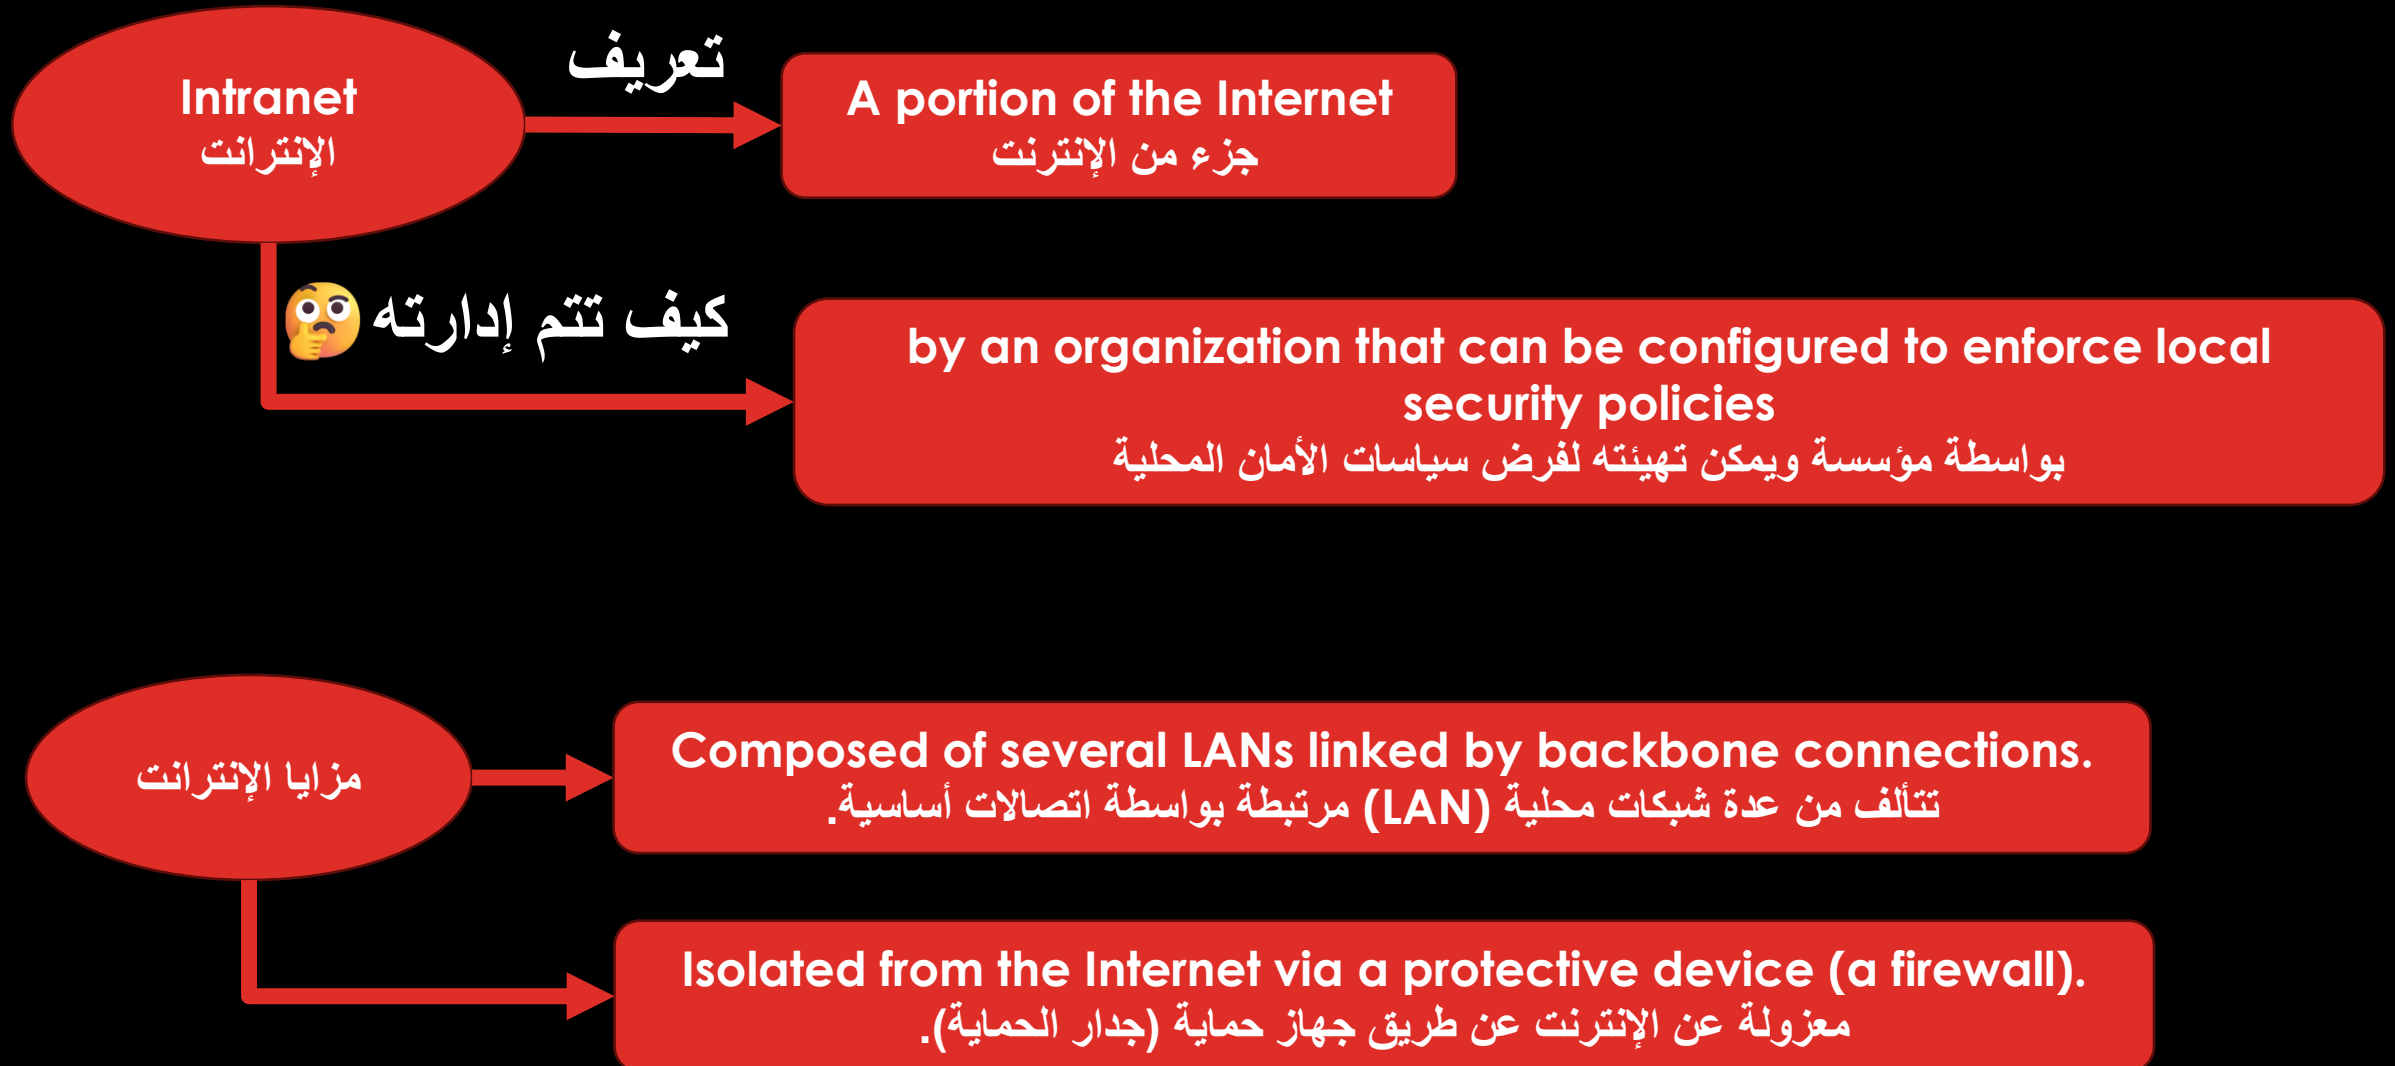 Intranet
الإنترانت
تعريف
A portion of the Internet
جزء من الإنترنت
كيف تتم إدارته🤔
by an organization that can be configured to enforce local
security policies
بواسطة مؤسسة ويمكن تهيئته لفرض سياسات الأمان المحلية
مزايا الإنترانت
Composed of several LANs linked by backbone connections.
تتألف من عدة شبكات محلية (LAN) مرتبطة بواسطة اتصالات أساسية.
Isolated from the Internet via a protective device (a firewall).
معزولة عن الإنترنت عن طريق جهاز حماية (جدار الحماية).